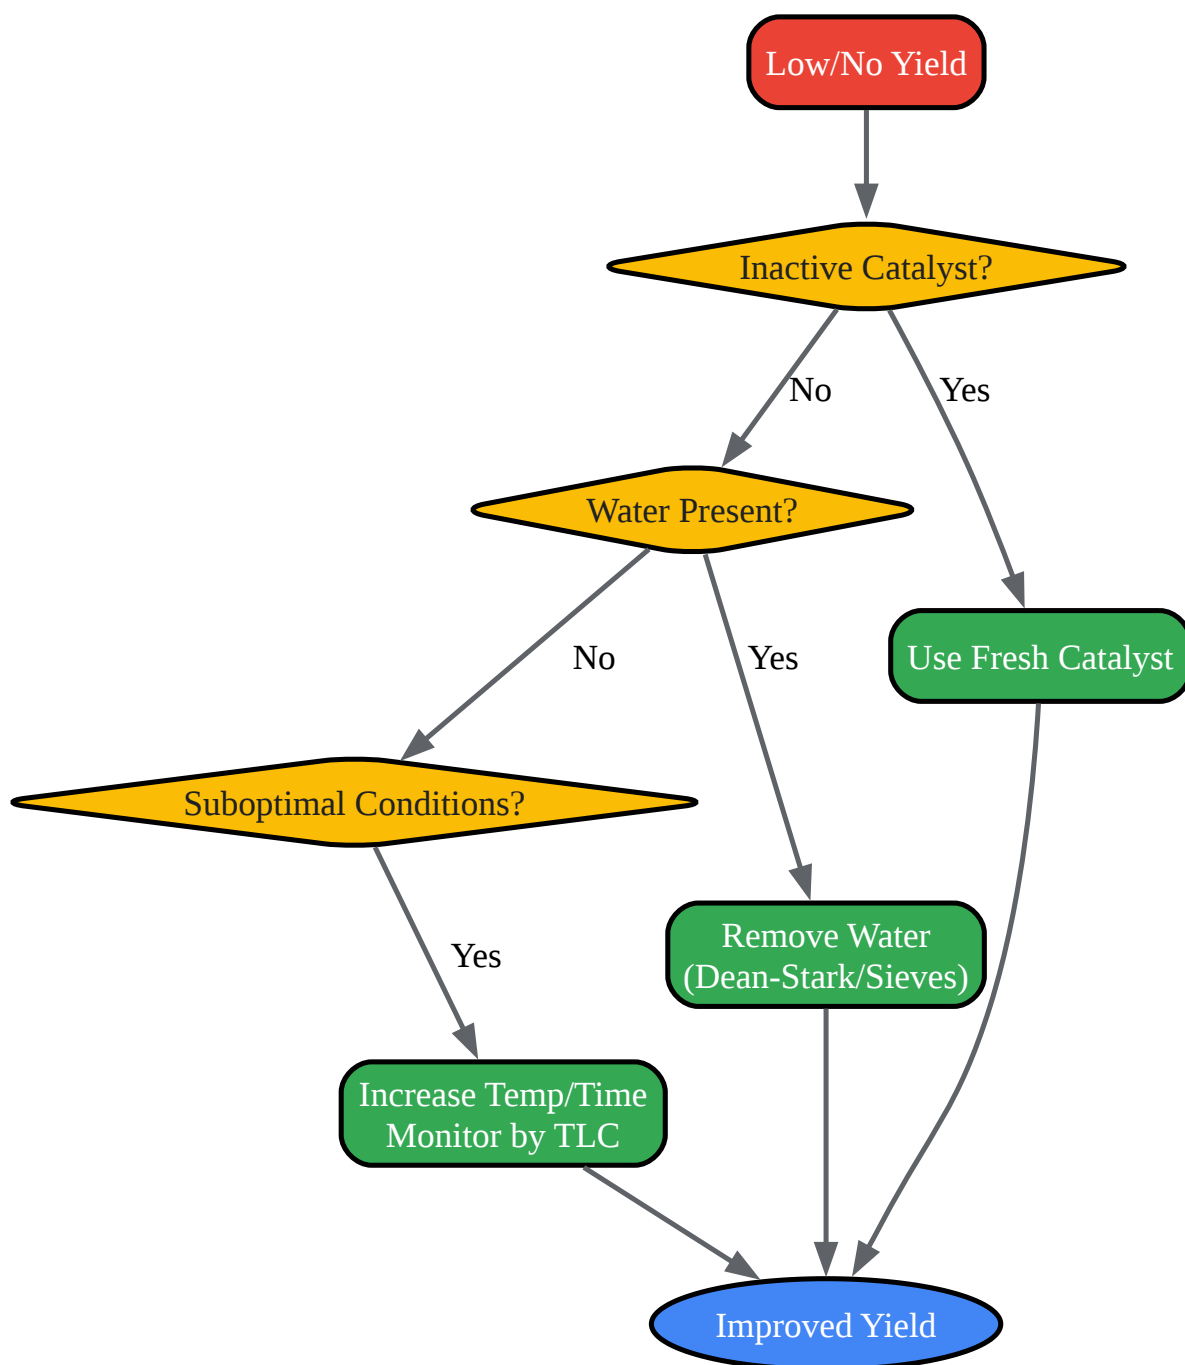 Low/No Yield
Inactive Catalyst?
No
Yes
Water Present?
No
Yes
Use Fresh Catalyst
Suboptimal Conditions?
Yes
Remove Water
(Dean-Stark/Sieves)
Increase Temp/Time
Monitor by TLC
Improved Yield